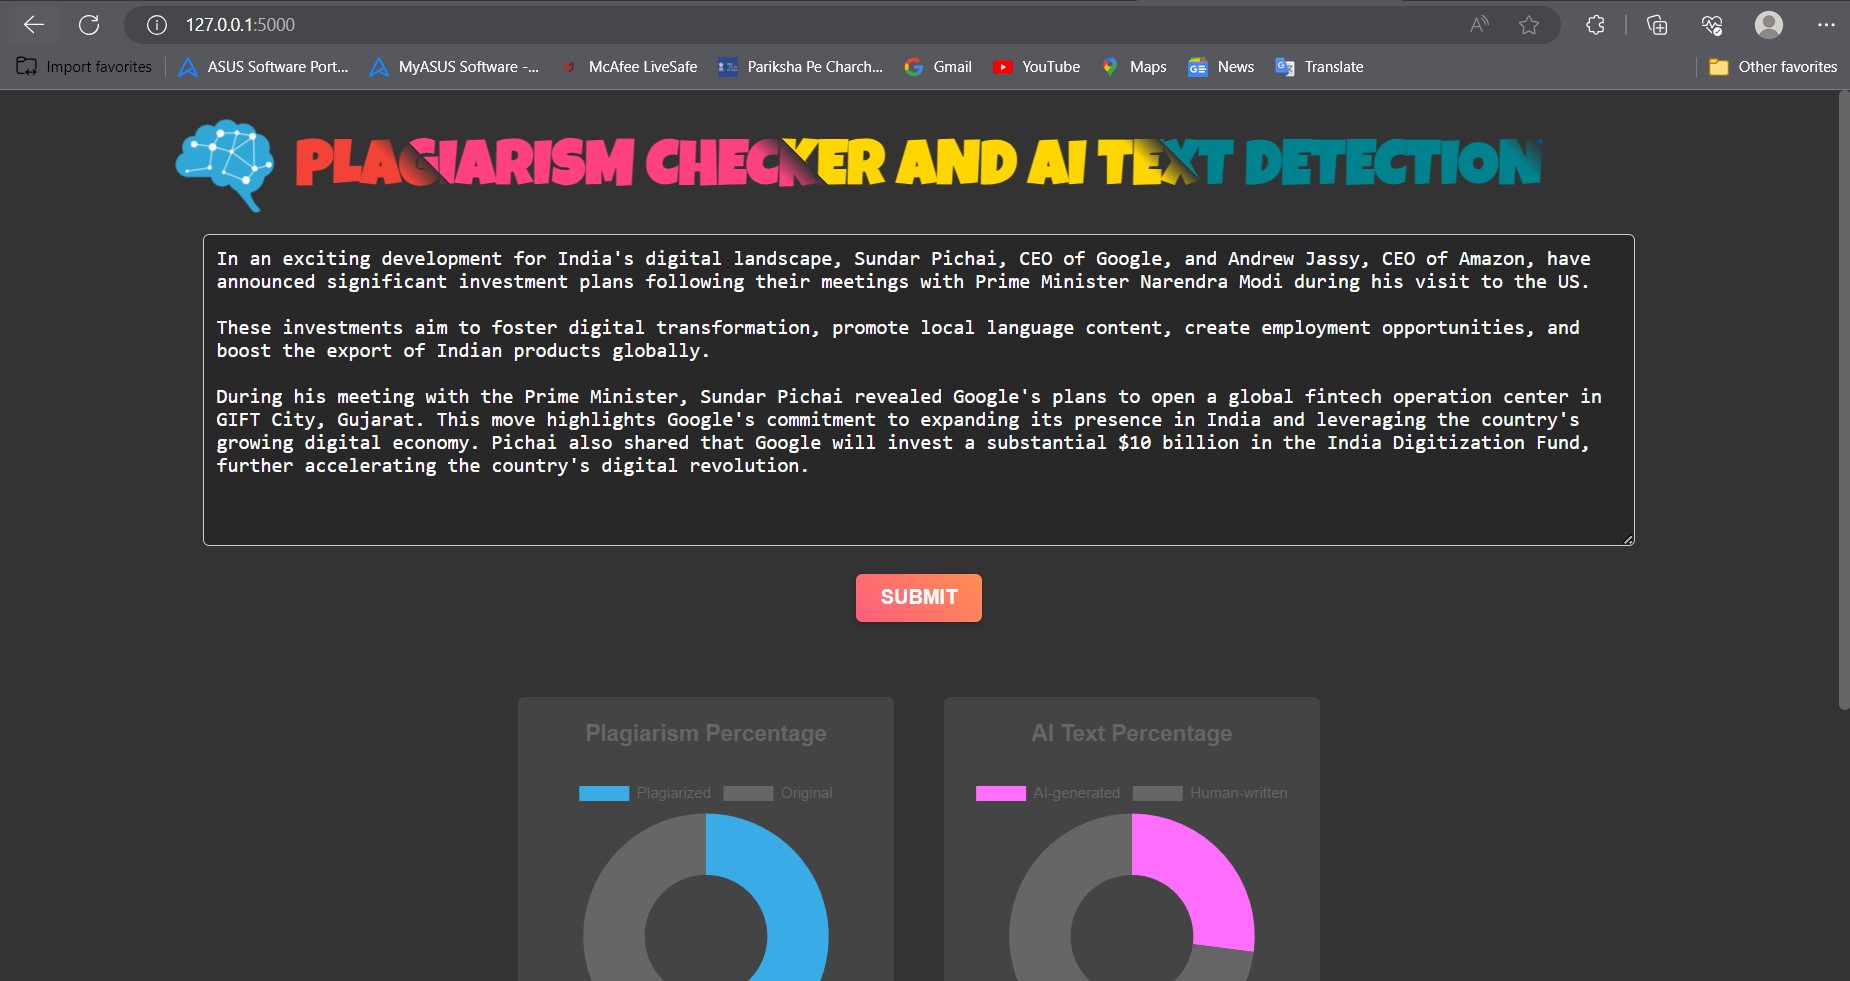 127.0.0.1:5000
Import favorites ASUS Software Port... MyASUS Software -... McAfee LiveSafe Pariksha Pe Charch... Gmail YouTube Maps News Translate Other favorites
PLAGIARISM CHECKER AND AI TEXT DETECTION
In an exciting development for India's digital landscape, Sundar Pichai, CEO of Google, and Andrew Jassy, CEO of Amazon, have
announced significant investment plans following their meetings with Prime Minister Narendra Modi during his visit to the US.
These investments aim to foster digital transformation, promote local language content, create employment opportunities, and
boost the export of Indian products globally.
During his meeting with the Prime Minister, Sundar Pichai revealed Google's plans to open a global fintech operation center in
GIFT City, Gujarat. This move highlights Google's commitment to expanding its presence in India and leveraging the country's
growing digital economy. Pichai also shared that Google will invest a substantial $10 billion in the India Digitization Fund,
further accelerating the country's digital revolution.
SUBMIT
Plagiarism Percentage
Plagiarized Original
AI Text Percentage
AI-generated Human-written